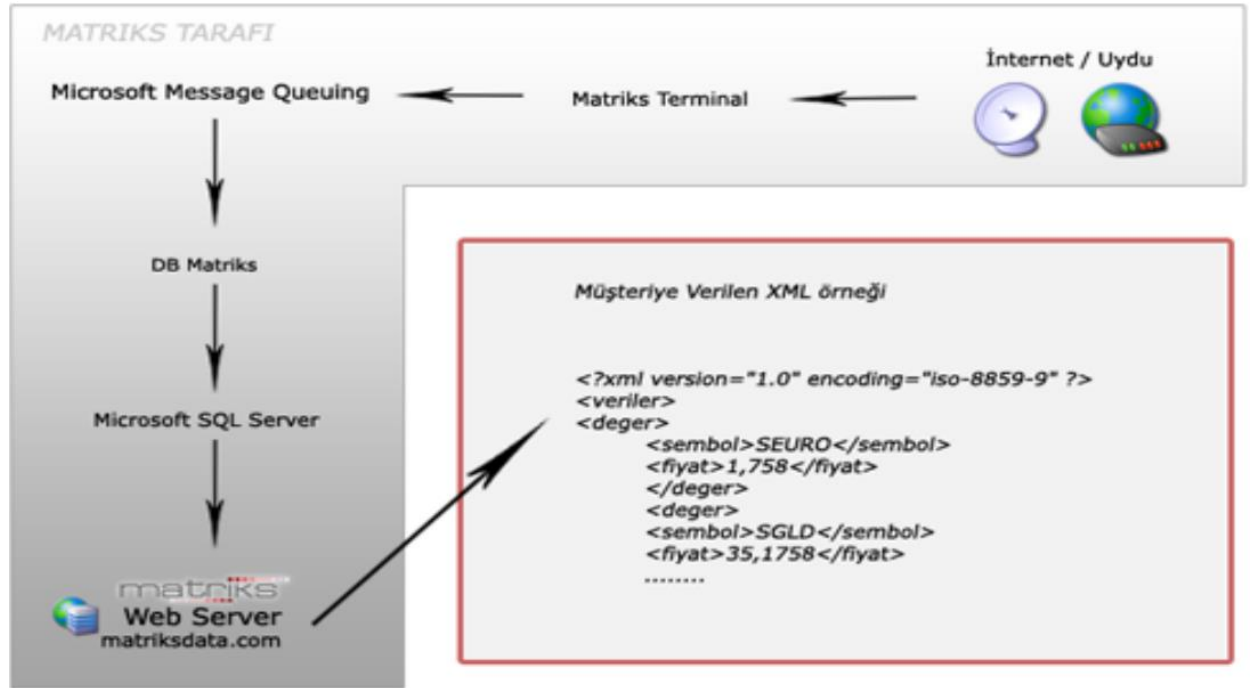 MATRIKS TARAFI
İnternet / Uydu
Microsoft Message Queuing
Matriks Terminal
DB Matriks
Microsoft SQL Server
matriks
Web Server
matriksdata.com
Müşteriye Verilen XML örneği
<?xml version="1.0" encoding="iso-8859-9" ?>
<veriler>
<deger>
<sembol>SEURO</sembol>
<fiyat>1,758</fiyat>
</deger>
<deger>
<sembol>SGLD</sembol>
<fiyat>35,1758</fiyat>
........